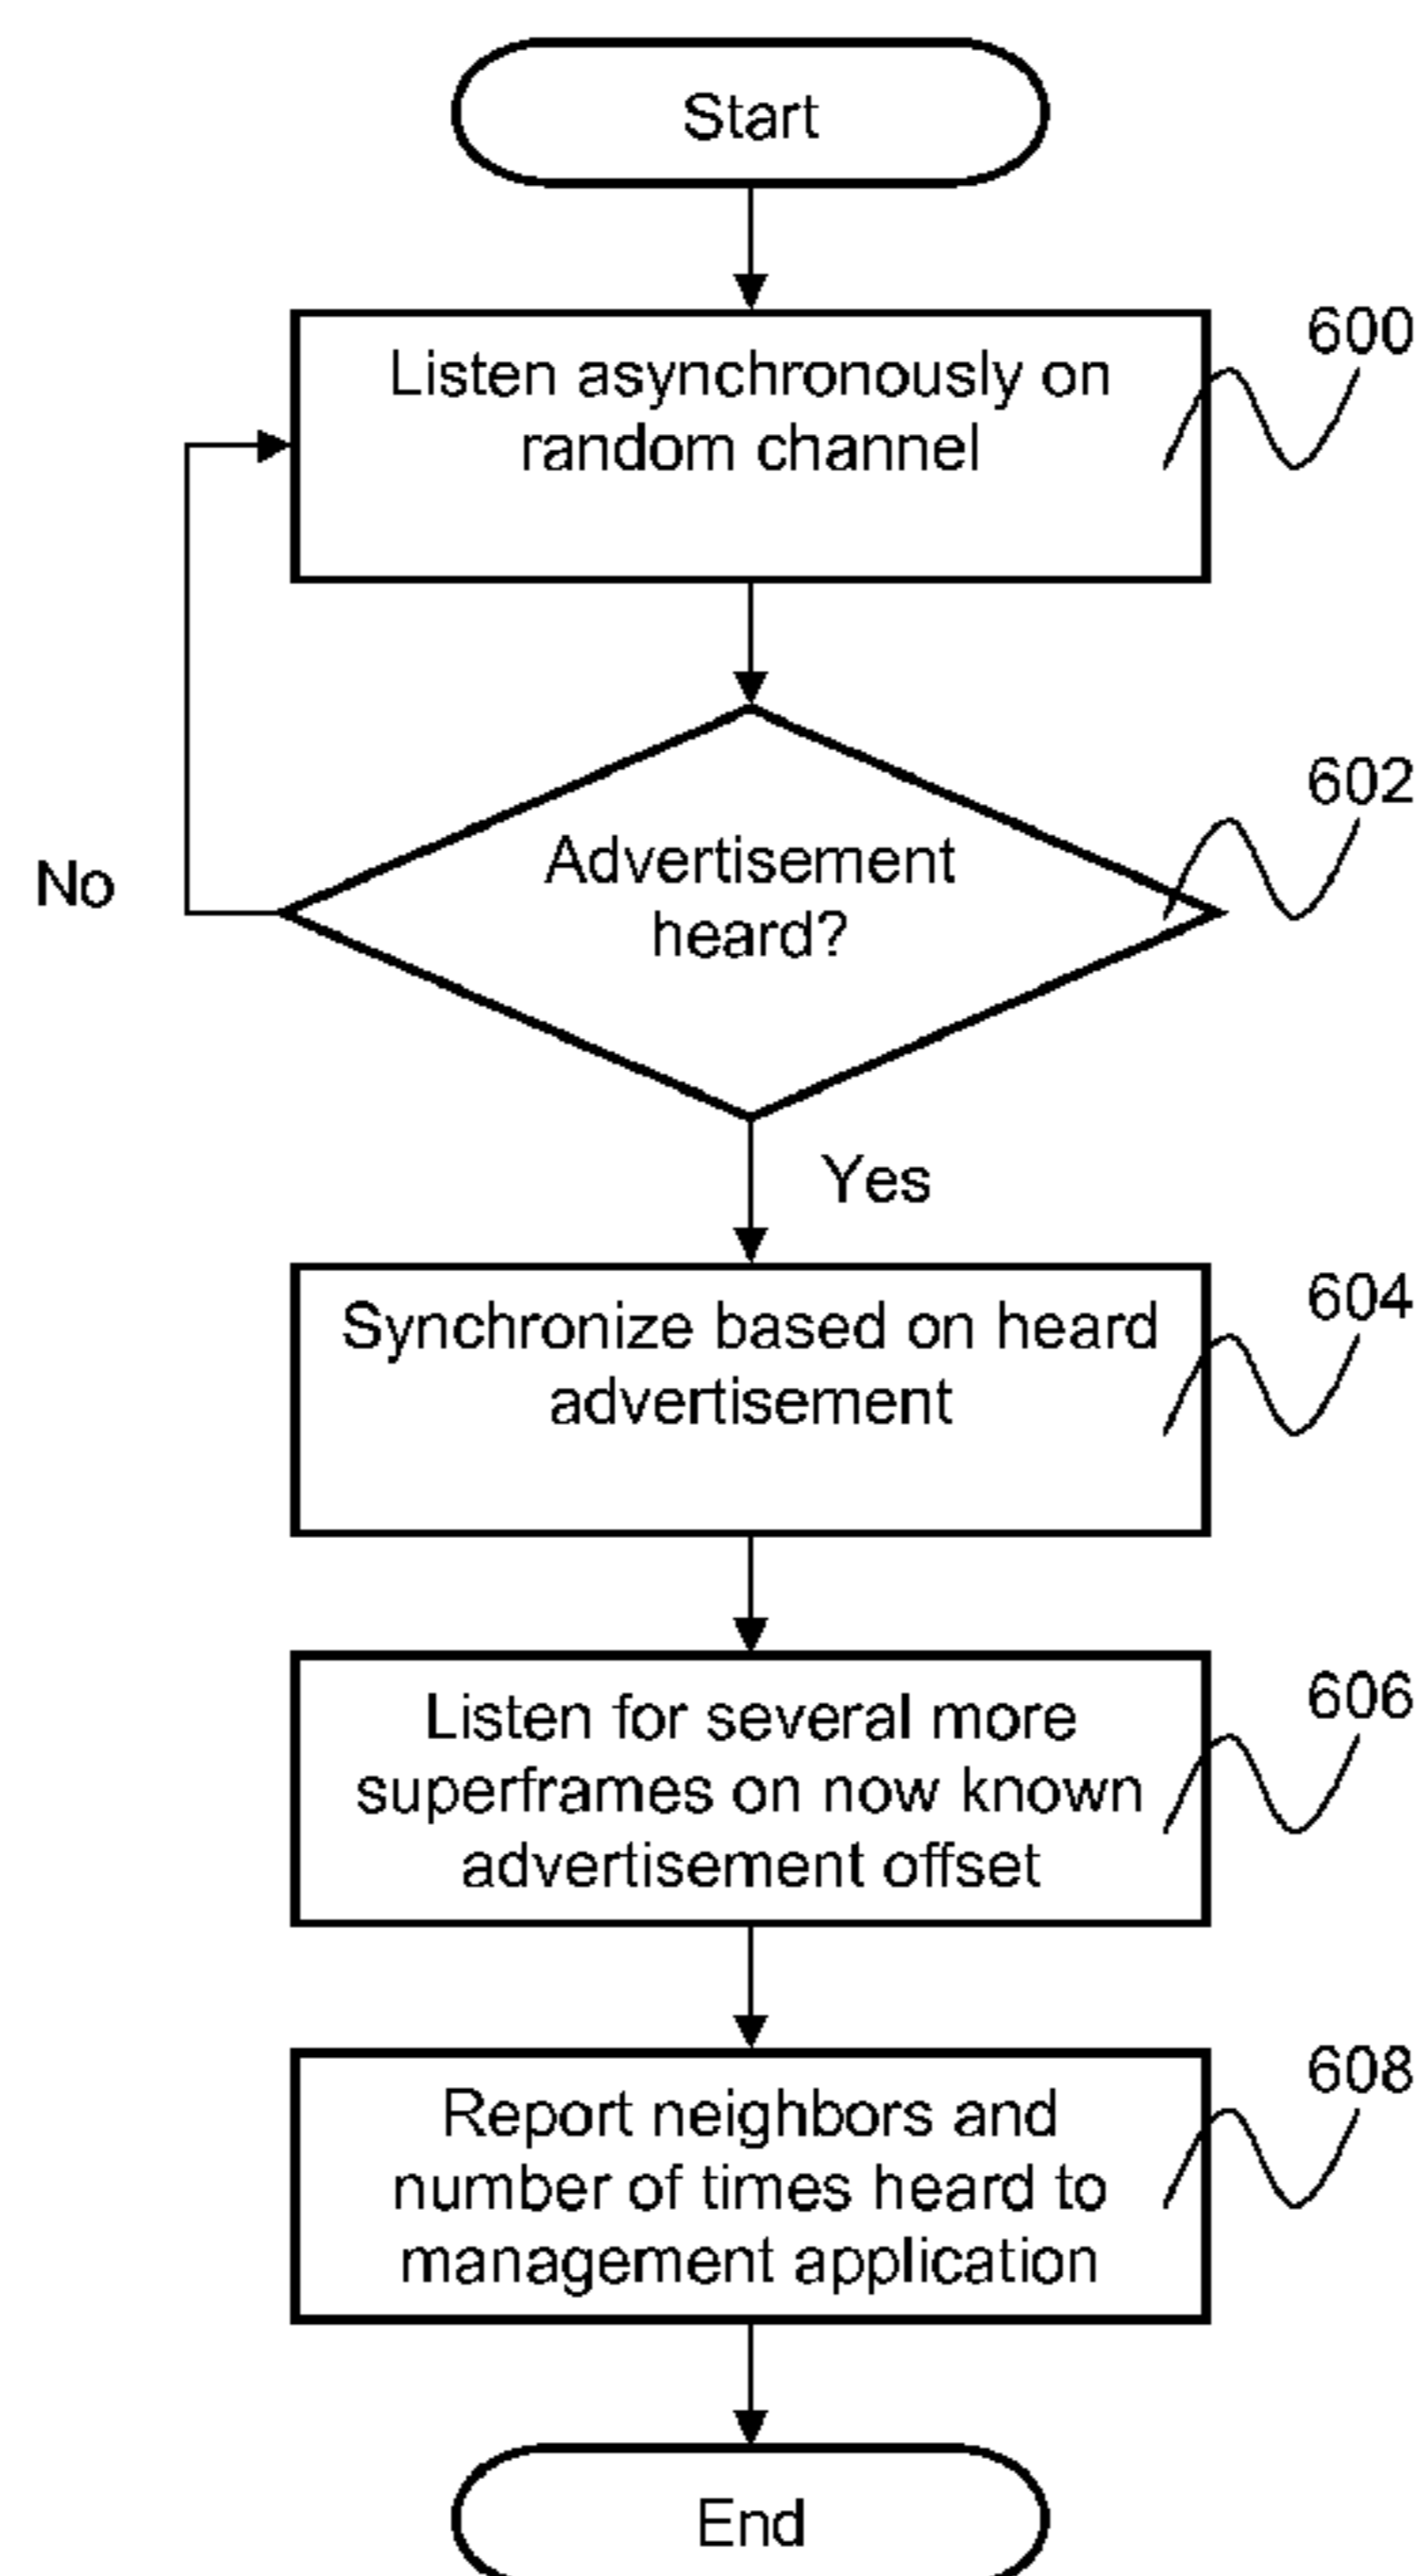 Start
600
Listen asynchronously on
random channel
602
Advertisement
heard?
No
Yes
604
Synchronize based on heard
advertisement
606
Listen for several more
superframes on now known
advertisement offset
608
Report neighbors and
number of times heard to
management application
End